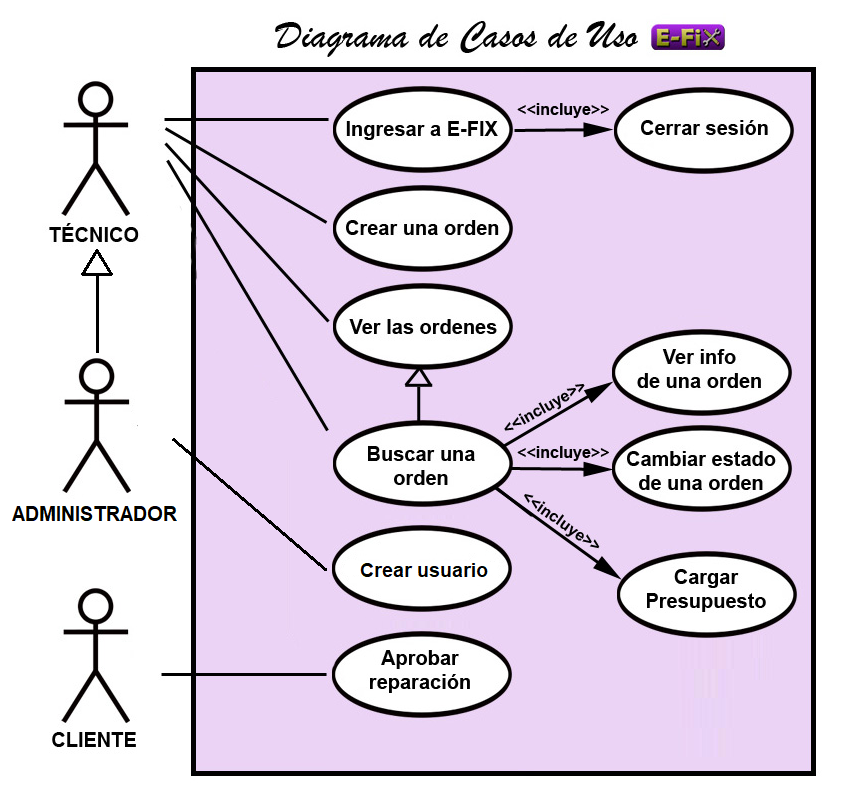 Diagrama de Casos de Uso E-Fix
TÉCNICO
Ingresar a E-FIX
<<incluye>>
Cerrar sesión
Crear una orden
Ver las ordenes
Ver info
de una orden
<<incluye>>
ADMINISTRADOR
Buscar una
orden
<<incluye>>
Cambiar estado
de una orden
<<incluye>>
Cargar
Presupuesto
Crear usuario
CLIENTE
Aprobar
reparación